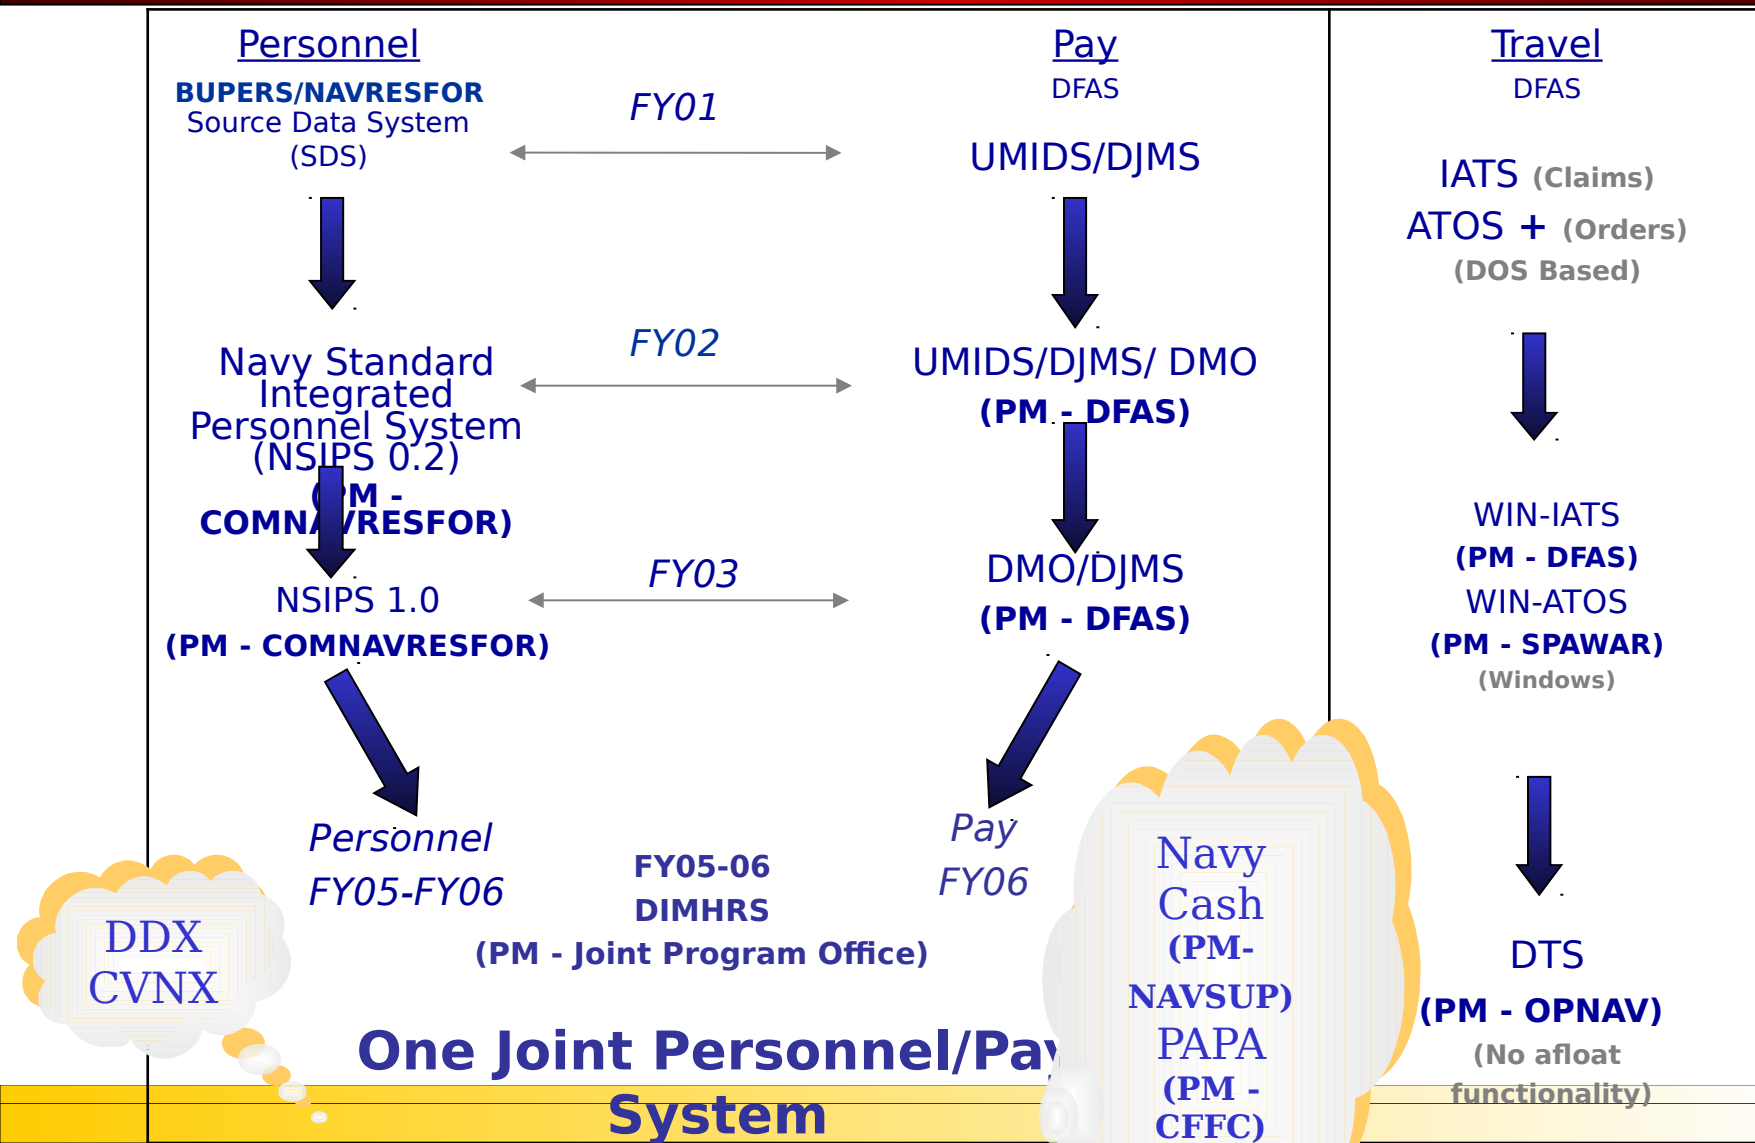 Personnel
BUPERS/NAVRESFOR
Source Data System
(SDS)
FY01
Pay
DFAS
UMIDS/DJMS
Travel
DFAS
IATS (Claims)
ATOS + (Orders)
(DOS Based)
Navy Standard
Integrated
Personnel System
(NSIPS 0.2)
(PM -
COMNAVRESFOR)
FY02
UMIDS/DJMS/ DMO
(PM - DFAS)
WIN-IATS
(PM - DFAS)
WIN-ATOS
(PM - SPAWAR)
(Windows)
NSIPS 1.0
(PM - COMNAVRESFOR)
FY03
DMO/DJMS
(PM - DFAS)
Personnel
FY05-FY06
FY05-06
DIMHRS
(PM - Joint Program Office)
Pay
FY06
DDX
CVNX
Navy
Cash
(PM-
NAVSUP)
PAPA
(PM -
CFFC)
DTS
(PM - OPNAV)
(No afloat
functionality)
One Joint Personnel/Pay
System